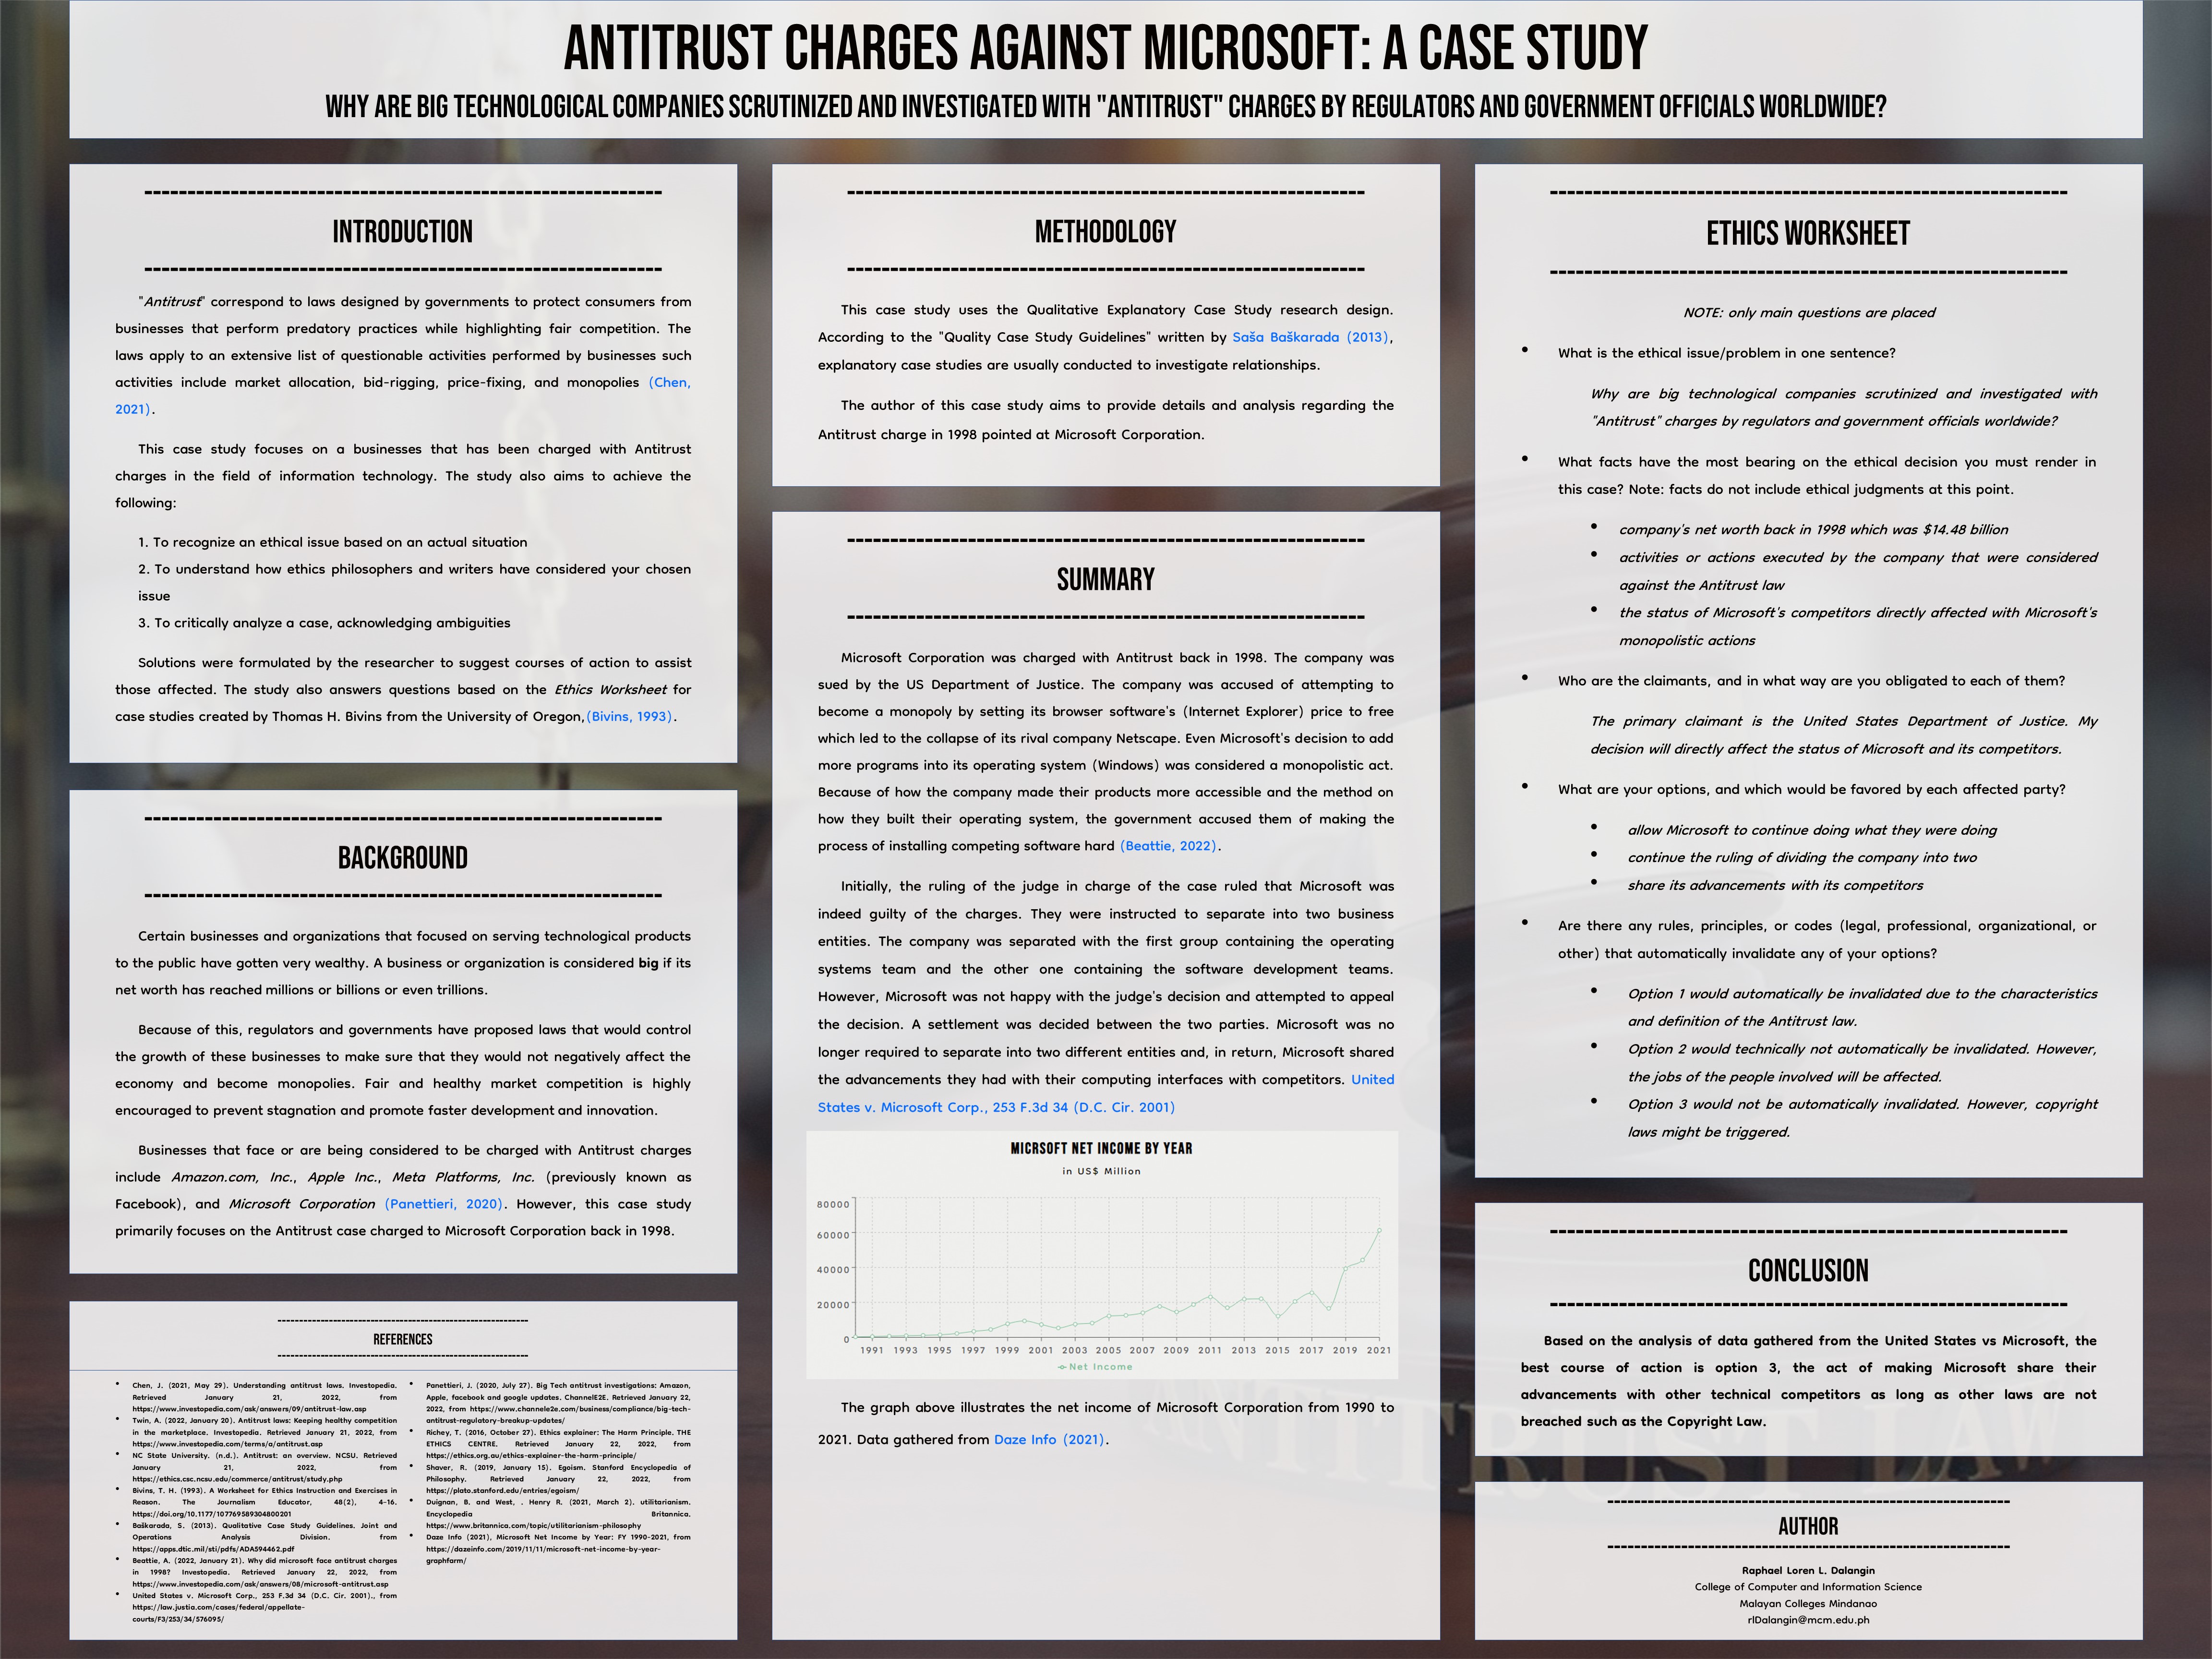 ANTITRUST CHARGES AGAINST MICROSOFT: A CASE STUDY
WHY ARE BIG TECHNOLOGICAL COMPANIES SCRUTINIZED AND INVESTIGATED WITH "ANTITRUST" CHARGES BY REGULATORS AND GOVERNMENT OFFICIALS WORLDWIDE?
INTRODUCTION
"Antitrust" correspond to laws designed by governments to protect consumers from
businesses that perform predatory practices while highlighting fair competition. The
laws apply to an extensive list of questionable activities performed by businesses such
activities include market allocation, bid-rigging, price-fixing, and monopolies (Chen,
2021).
This case study focuses on a businesses that has been charged with Antitrust
charges in the field of information technology. The study also aims to achieve the
following:
1. To recognize an ethical issue based on an actual situation
2. To understand how ethics philosophers and writers have considered your chosen
issue
3. To critically analyze a case, acknowledging ambiguities
Solutions were formulated by the researcher to suggest courses of action to assist
those affected. The study also answers questions based on the Ethics Worksheet for
case studies created by Thomas H. Bivins from the University of Oregon,(Bivins, 1993).
BACKGROUND
Certain businesses and organizations that focused on serving technological products
to the public have gotten very wealthy. A business or organization is considered big if its
net worth has reached millions or billions or even trillions.
Because of this, regulators and governments have proposed laws that would control
the growth of these businesses to make sure that they would not negatively affect the
economy and become monopolies. Fair and healthy market competition is highly
encouraged to prevent stagnation and promote faster development and innovation.
Businesses that face or are being considered to be charged with Antitrust charges
include Amazon.com, Inc., Apple Inc., Meta Platforms, Inc. (previously known as
Facebook), and Microsoft Corporation (Panettieri, 2020). However, this case study
primarily focuses on the Antitrust case charged to Microsoft Corporation back in 1998.
REFERENCES
• Chen, J. (2021, May 29). Understanding antitrust laws. Investopedia.
Retrieved January 21, 2022, from
https://www.investopedia.com/ask/answers/09/antitrust-law.asp
• Twin, A. (2022, January 20). Antitrust laws: Keeping healthy competition
in the marketplace. Investopedia. Retrieved January 21, 2022, from
https://www.investopedia.com/terms/a/antitrust.asp
• NC State University. (n.d.). Antitrust: an overview. NCSU. Retrieved
January 21, 2022, from
https://ethics.csc.ncsu.edu/commerce/antitrust/study.php
• Bivins, T. H. (1993). A Worksheet for Ethics Instruction and Exercises in
Reason. The Journalism Educator, 48(2), 4–16.
https://doi.org/10.1177/107769589304800201
• Baškarada, S. (2013). Qualitative Case Study Guidelines. Joint and
Operations Analysis Division. from
https://apps.dtic.mil/sti/pdfs/ADA594462.pdf
• Beattie, A. (2022, January 21). Why did microsoft face antitrust charges
in 1998? Investopedia. Retrieved January 22, 2022, from
https://www.investopedia.com/ask/answers/08/microsoft-antitrust.asp
• United States v. Microsoft Corp., 253 F.3d 34 (D.C. Cir. 2001)., from
https://law.justia.com/cases/federal/appellate-
courts/F3/253/34/576095/
• Panettieri, J. (2020, July 27). Big Tech antitrust investigations: Amazon,
Apple, facebook and google updates. ChannelE2E. Retrieved January 22,
2022, from https://www.channele2e.com/business/compliance/big-tech-
antitrust-regulatory-breakup-updates/
• Richey, T. (2016, October 27). Ethics explainer: The Harm Principle. THE
ETHICS CENTRE. Retrieved January 22, 2022, from
https://ethics.org.au/ethics-explainer-the-harm-principle/
• Shaver, R. (2019, January 15). Egoism. Stanford Encyclopedia of
Philosophy. Retrieved January 22, 2022, from
https://plato.stanford.edu/entries/egoism/
• Duignan, B. and West, . Henry R. (2021, March 2). utilitarianism.
Encyclopedia Britannica.
https://www.britannica.com/topic/utilitarianism-philosophy
• Daze Info (2021), Microsoft Net Income by Year: FY 1990-2021, from
https://dazeinfo.com/2019/11/11/microsoft-net-income-by-year-
graphfarm/
METHODOLOGY
This case study uses the Qualitative Explanatory Case Study research design.
According to the "Quality Case Study Guidelines" written by Saša Baškarada (2013),
explanatory case studies are usually conducted to investigate relationships.
The author of this case study aims to provide details and analysis regarding the
Antitrust charge in 1998 pointed at Microsoft Corporation.
SUMMARY
Microsoft Corporation was charged with Antitrust back in 1998. The company was
sued by the US Department of Justice. The company was accused of attempting to
become a monopoly by setting its browser software's (Internet Explorer) price to free
which led to the collapse of its rival company Netscape. Even Microsoft's decision to add
more programs into its operating system (Windows) was considered a monopolistic act.
Because of how the company made their products more accessible and the method on
how they built their operating system, the government accused them of making the
process of installing competing software hard (Beattie, 2022).
Initially, the ruling of the judge in charge of the case ruled that Microsoft was
indeed guilty of the charges. They were instructed to separate into two business
entities. The company was separated with the first group containing the operating
systems team and the other one containing the software development teams.
However, Microsoft was not happy with the judge's decision and attempted to appeal
the decision. A settlement was decided between the two parties. Microsoft was no
longer required to separate into two different entities and, in return, Microsoft shared
the advancements they had with their computing interfaces with competitors. United
States v. Microsoft Corp., 253 F.3d 34 (D.C. Cir. 2001)
MICRSOFT NET INCOME BY YEAR
in US$ Million
80000
60000
40000
20000
0
1991 1993 1995 1997 1999 2001 2003 2005 2007 2009 2011 2013 2015 2017 2019 2021
Net Income
The graph above illustrates the net income of Microsoft Corporation from 1990 to
2021. Data gathered from Daze Info (2021).
ETHICS WORKSHEET
NOTE: only main questions are placed
• What is the ethical issue/problem in one sentence?
Why are big technological companies scrutinized and investigated with
"Antitrust" charges by regulators and government officials worldwide?
• What facts have the most bearing on the ethical decision you must render in
this case? Note: facts do not include ethical judgments at this point.
• company's net worth back in 1998 which was $14.48 billion
• activities or actions executed by the company that were considered
against the Antitrust law
• the status of Microsoft's competitors directly affected with Microsoft's
monopolistic actions
• Who are the claimants, and in what way are you obligated to each of them?
The primary claimant is the United States Department of Justice. My
decision will directly affect the status of Microsoft and its competitors.
• What are your options, and which would be favored by each affected party?
• allow Microsoft to continue doing what they were doing
• continue the ruling of dividing the company into two
• share its advancements with its competitors
• Are there any rules, principles, or codes (legal, professional, organizational, or
other) that automatically invalidate any of your options?
• Option 1 would automatically be invalidated due to the characteristics
and definition of the Antitrust law.
• Option 2 would technically not automatically be invalidated. However,
the jobs of the people involved will be affected.
• Option 3 would not be automatically invalidated. However, copyright
laws might be triggered.
CONCLUSION
Based on the analysis of data gathered from the United States vs Microsoft, the
best course of action is option 3, the act of making Microsoft share their
advancements with other technical competitors as long as other laws are not
breached such as the Copyright Law.
ANTITRUST LAW
AUTHOR
Raphael Loren L. Dalangin
College of Computer and Information Science
Malayan Colleges Mindanao
rlDalangin@mcm.edu.ph